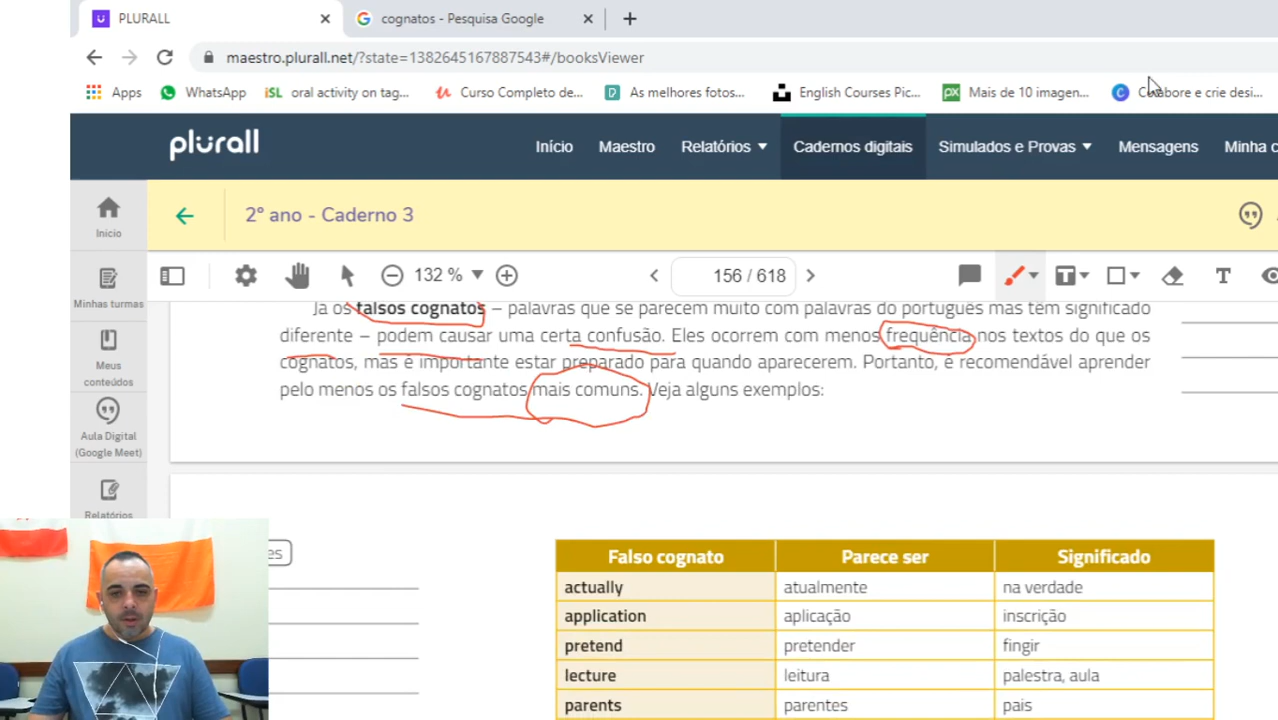 PLURALL
cognatos - Pesquisa Google
maestro.plurall.net/?state=1382645167887543#/booksViewer
Apps
WhatsApp
iSL oral activity on tag...
Curso Completo de...
As melhores fotos...
English Courses Pic...
px Mais de 10 imagen...
C Colabore e crie desi...
plurall
Início
Maestro
Relatórios
Cadernos digitais
Simulados e Provas
Mensagens
Minha c
Inicio
2º ano - Caderno 3
Minhas turmas
132 %
156 / 618
T
T
Já os falsos cognatos – palavras que se parecem muito com palavras do português mas têm significado
diferente – podem causar uma certa confusão. Eles ocorrem com menos frequência nos textos do que os
cognatos, mas é importante estar preparado para quando aparecerem. Portanto, é recomendável aprender
pelo menos os falsos cognatos mais comuns. Veja alguns exemplos:
Meus
conteúdos
Aula Digital
(Google Meet)
Relatórios
es
Falso cognato Parece ser Significado
actually atualmente na verdade
application aplicação inscrição
pretend pretender fingir
lecture leitura palestra, aula
parents parentes pais